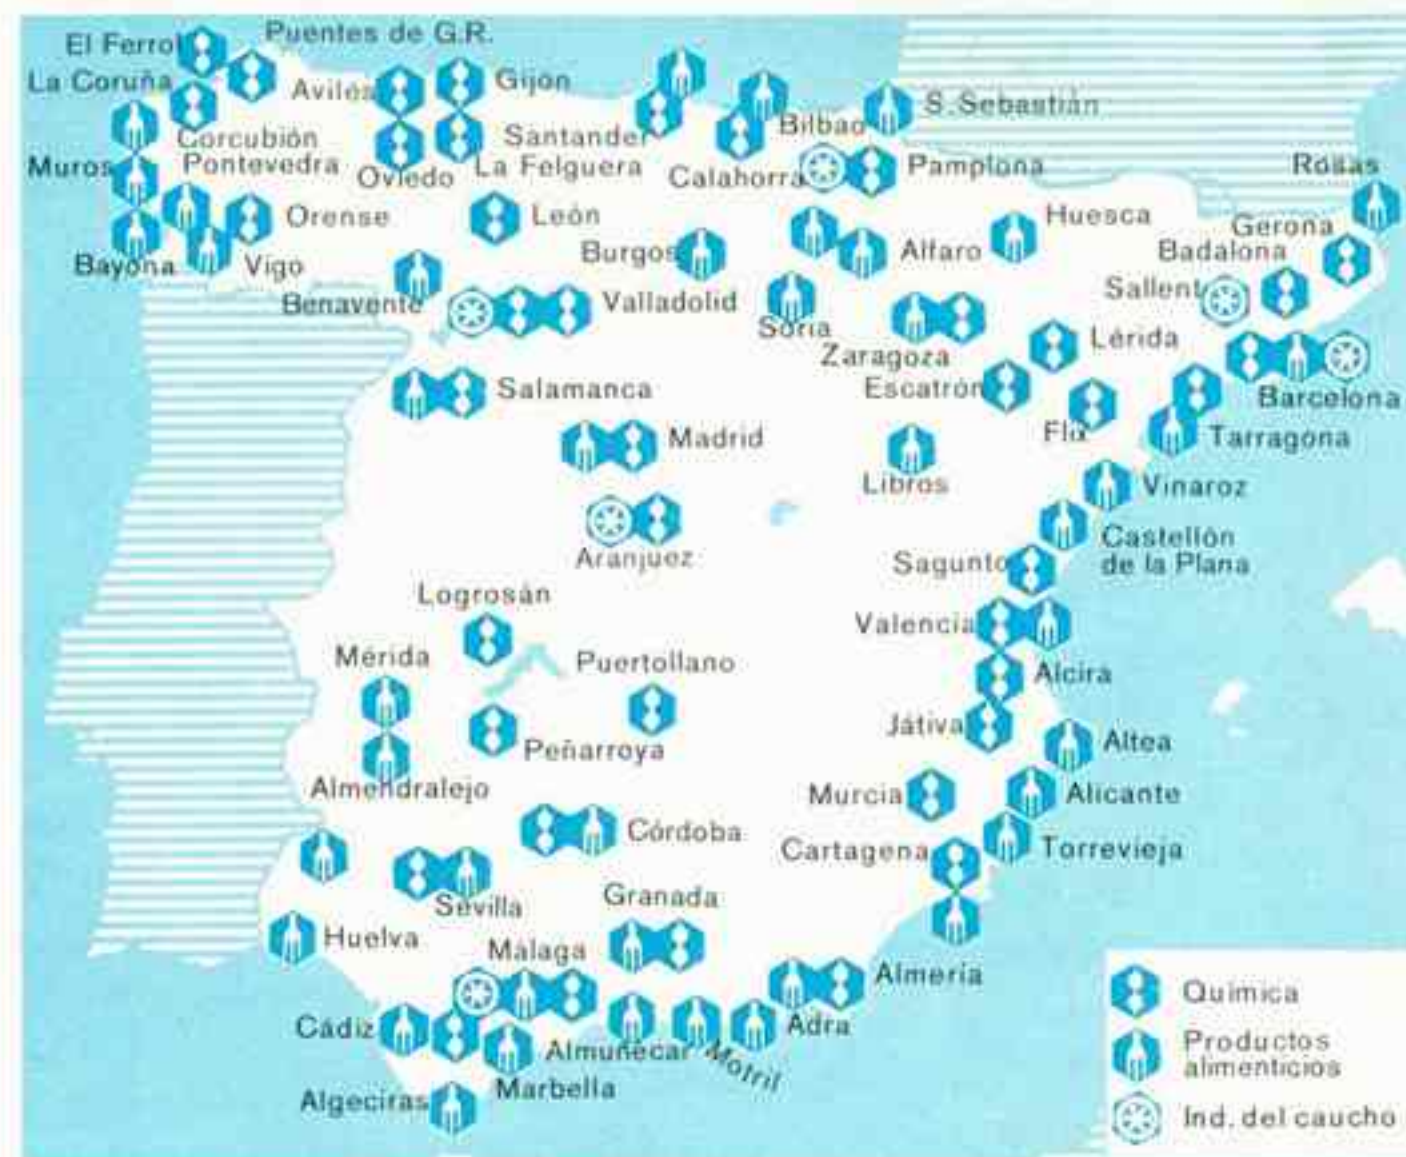 El Ferrol
Puentes de G.R.
La Coruña
Avilés
Gijón
Corcubión
Santander
Bilbao
S. Sebastián
Muros
Pontevedra
Oviedo
La Felguera
Calahorra
Pamplona
Rosas
Orense
León
Huesca
Gerona
Bayona
Vigo
Burgos
Alfaro
Badalona
Benavente
Valladolid
Soria
Sallent
Zaragoza
Lérida
Salamanca
Escatrón
Barcelona
Madrid
Flix
Tarragona
Libros
Vinaroz
Aranjuez
Castellón
de la Plana
Sagunto
Logrosán
Valencia
Mérida
Puertollano
Alcira
Peñarroya
Játiva
Altea
Almendralejo
Murcia
Alicante
Córdoba
Cartagena
Torrevieja
Sevilla
Granada
Huelva
Málaga
Almería
Cádiz
Almuñécar
Motril
Adra
Marbella
Algeciras
Química
Productos
alimenticios
Ind. del caucho